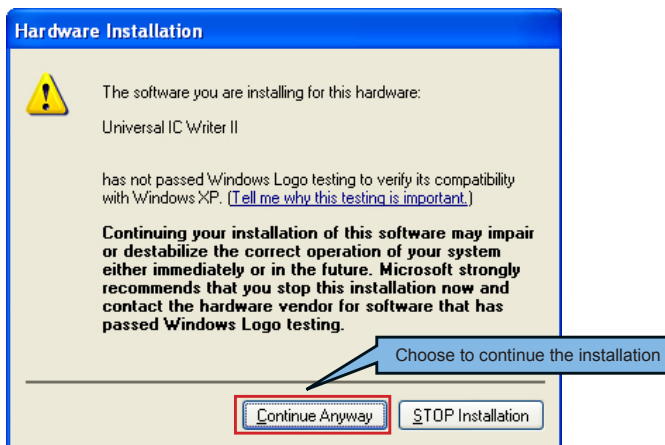 Hardware Installation
The software you are installing for this hardware:
Universal IC Writer II
has not passed Windows Logo testing to verify its compatibility
with Windows XP. (Tell me why this testing is important.)
Continuing your installation of this software may impair
or destabilize the correct operation of your system
either immediately or in the future. Microsoft strongly
recommends that you stop this installation now and
contact the hardware vendor for software that has
passed Windows Logo testing.
Choose to continue the installation
Continue Anyway
STOP Installation